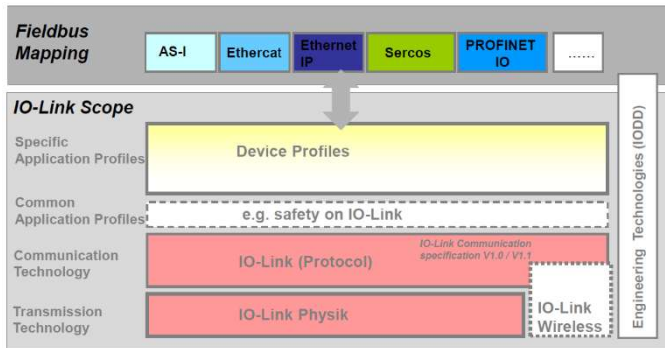 Fieldbus
Mapping
AS-I
Ethercat
Ethernet
IP
Sercos
PROFINET
IO
......
IO-Link Scope
Specific
Application Profiles
Device Profiles
Common
Application Profiles
e.g. safety on IO-Link
Communication
Technology
IO-Link (Protocol)
IO-Link Communication
specification V1.0 / V1.1
Transmission
Technology
IO-Link Physik
IO-Link
Wireless
Engineering Technologies (IODD)